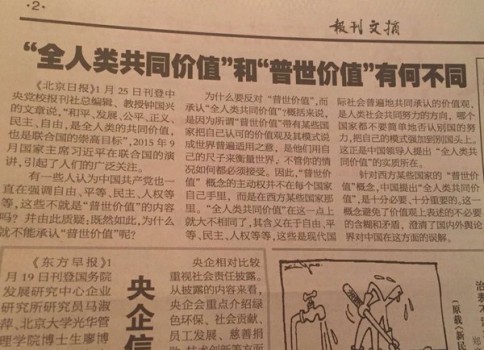 ·2·
报刊文摘
“全人类共同价值”和“普世价值”有何不同
《北京日报》1月25日刊登中
央党校报刊社总编辑、教授钟国兴
的文章说,“和平、发展、公平、正义、
民主、自由,是全人类的共同价值,
也是联合国的崇高目标”,2015年9
月国家主席习近平在联合国的演
讲,引起了人们的广泛关注。
有一些人认为中国共产党也一
直在强调自由、平等、民主、人权等
等,这些不就是“普世价值”的内容
吗?并由此质疑,既然如此,为什么
就不能承认“普世价值”呢?
为什么要反对“普世价值”,而
承认“全人类共同价值”?概括来说,
是因为所谓“普世价值”带有某些国
家把自己认可的价值观及其模式说
成世界普遍适用之意,是他们用自
己的尺子来衡量世界,不管你的情
况如何都必须接受。因此,“普世价
值”概念的主动权并不在每个国家
自己手里,而是在西方某些国家那
里,“全人类共同价值”在这一点上
就大不相同了,其含义在于自由、平
等、民主、人权等等,这些是现代国
际社会普遍地共同承认的价值观,
是人类社会共同努力的方向,哪个
国家都不要简单地否认别国的努
力,把自己的模式强加到别国头上,
这正是中国领导人提出“全人类共
同价值”的实质所在。
针对西方某些国家的“普世价
值”概念,中国提出“全人类共同价
值”,是十分必要、十分重要的。这一
概念避免了价值观上表述的不必要
的含糊和矛盾,澄清了国内外舆论
界对中国在这方面的误解。
《东方早报》1
月19日刊登国务院
发展研究中心企业
研究所研究员马淑
萍、北京大学光华管
理学院博士生廖博
央企信
央企相对比较
重视社会责任披露。
从披露的内容来看,
央企会重点介绍绿
色环保、社会贡献、
员工发展、慈善捐
助、技术创新等方面
(原载《新民